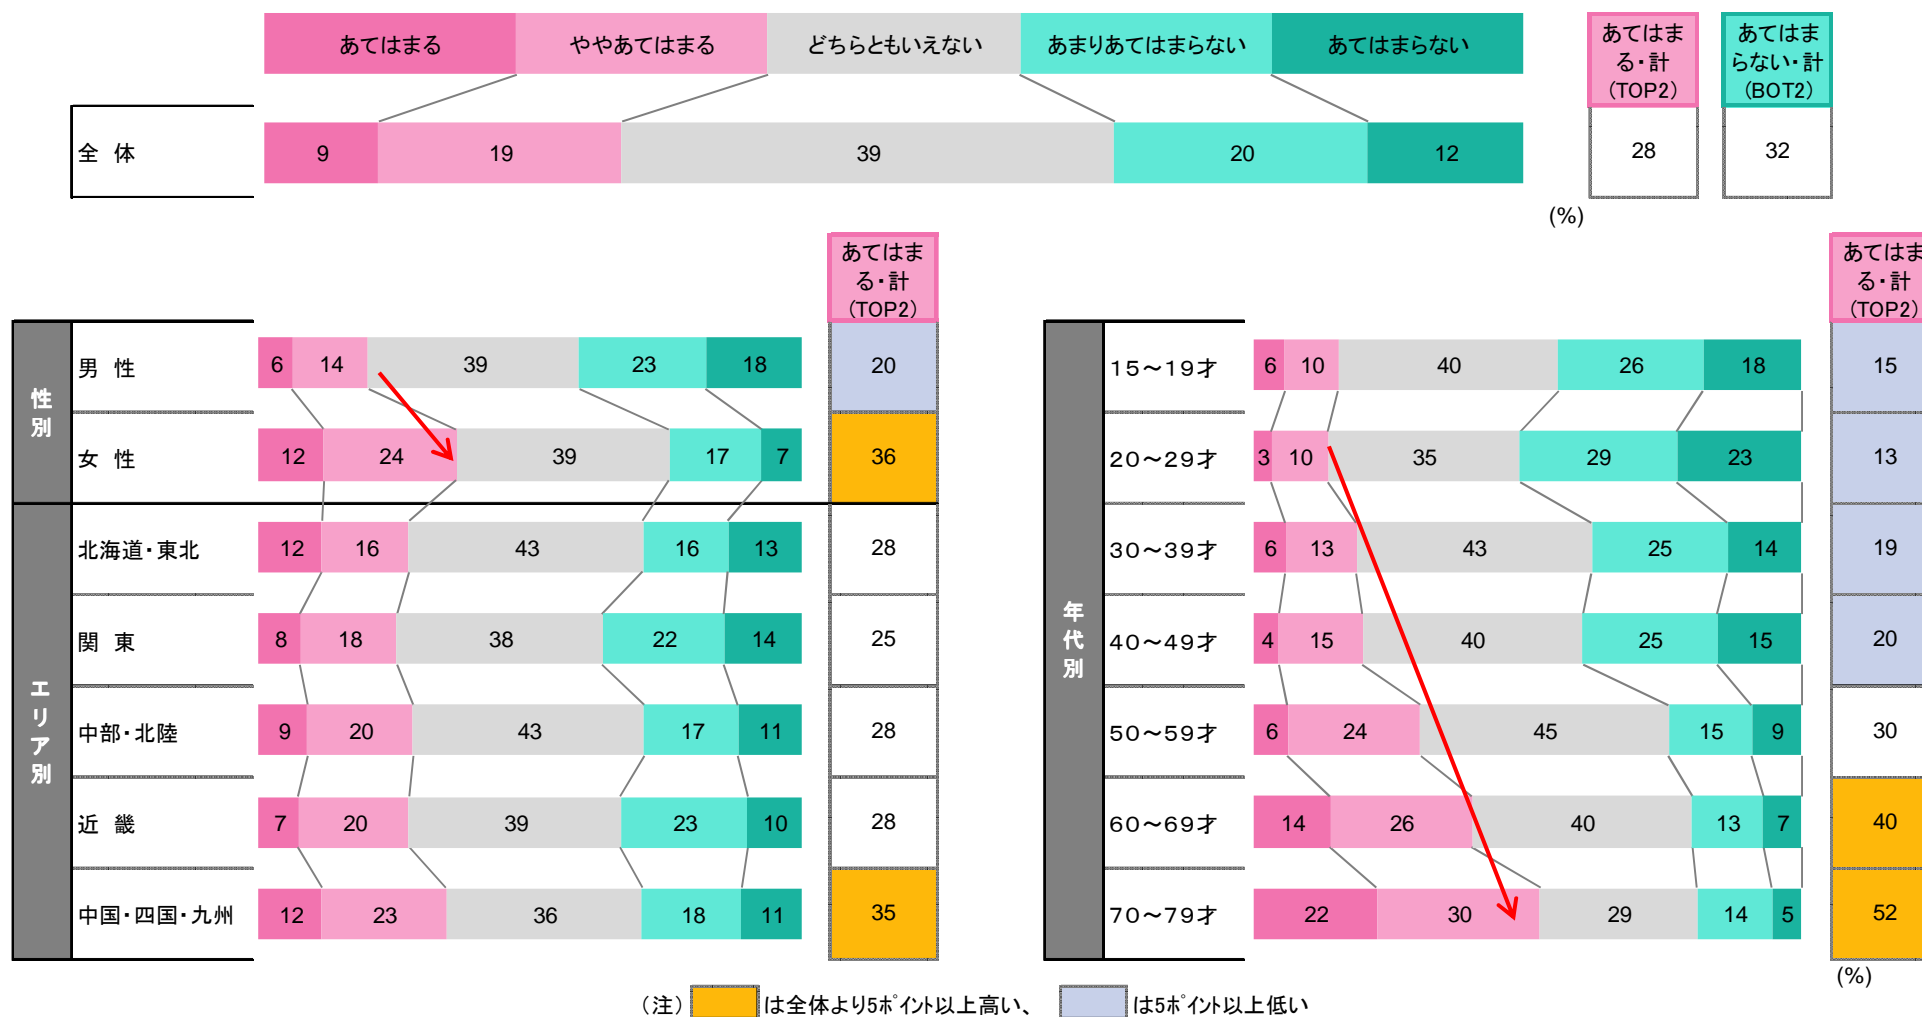 あてはまる ややあてはまる どちらともいえない あまりあてはまらない あてはまらない
あてはま
る・計
(TOP2)
あてはま
らない・計
(BOT2)
全 体 9 19 39 20 12 28 32
(%)
あてはま
る・計
(TOP2)
性別
男 性 6 14 39 23 18 20
女 性 12 24 39 17 7 36
エリア別
北海道・東北 12 16 43 16 13 28
関 東 8 18 38 22 14 25
中部・北陸 9 20 43 17 11 28
近 畿 7 20 39 23 10 28
中国・四国・九州 12 23 36 18 11 35
あてはま
る・計
(TOP2)
年代別
15～19才 6 10 40 26 18 15
20～29才 3 10 35 29 23 13
30～39才 6 13 43 25 14 19
40～49才 4 15 40 25 15 20
50～59才 6 24 45 15 9 30
60～69才 14 26 40 13 7 40
70～79才 22 30 29 14 5 52
(%)
(注) は全体より5ポイント以上高い、 は5ポイント以上低い